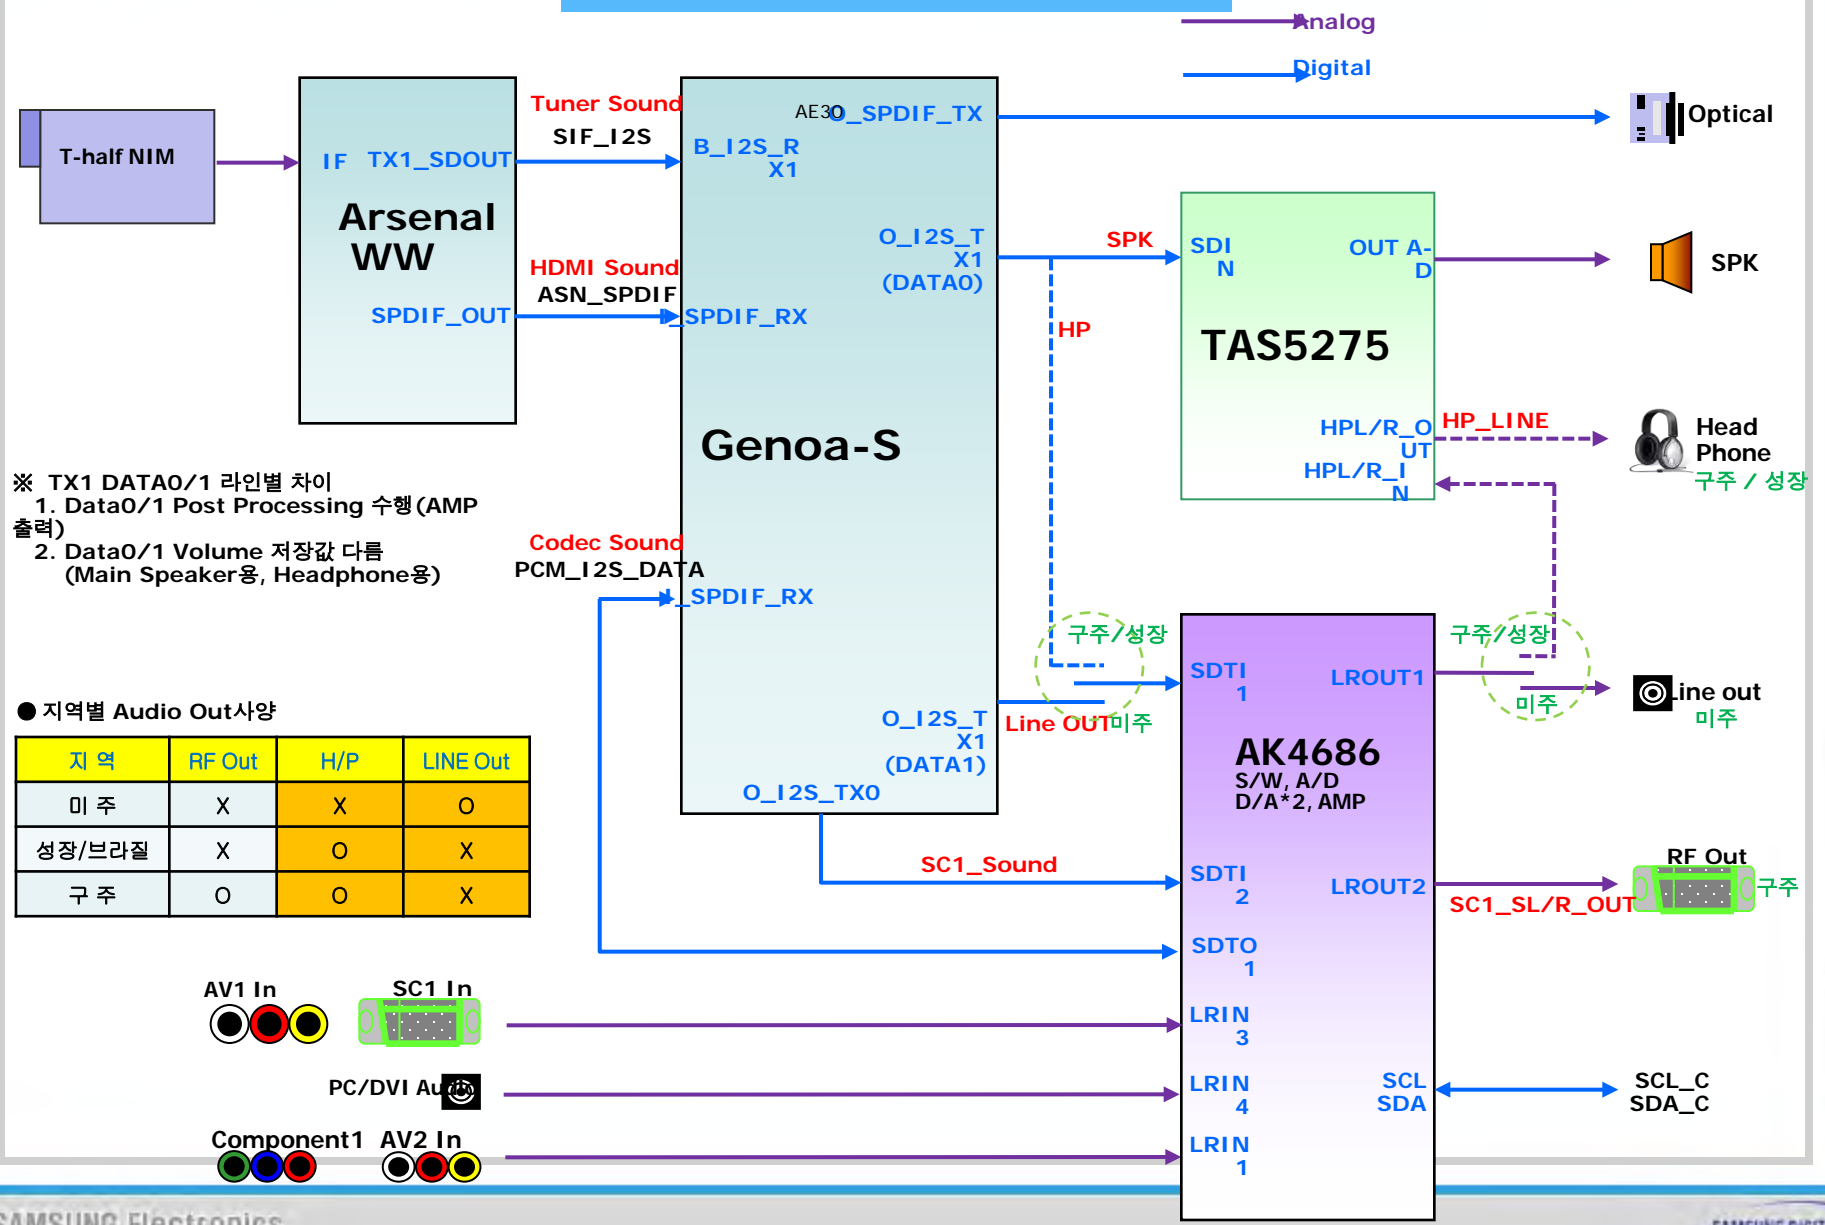 Analog
Digital
T-half NIM
IF TX1_SDOUT
Arsenal
WW
SPDIF_OUT
Tuner Sound
SIF_I2S
HDMI Sound
ASN_SPDIF
AE30
O_SPDIF_TX
B_I2S_R
X1
O_I2S_T
X1
(DATA0)
I_SPDIF_RX
Genoa-S
Codec Sound
PCM_I2S_DATA
I_SPDIF_RX
O_I2S_T
X1
(DATA1)
O_I2S_TX0
Optical
SPK
SDI
N
OUT A-
D
SPK
HP
TAS5275
HPL/R_O
UT
HPL/R_I
N
HP_LINE
Head
Phone
구주 / 성장
※ TX1 DATA0/1 라인별 차이
1. Data0/1 Post Processing 수행(AMP
출력)
2. Data0/1 Volume 저장값 다름
(Main Speaker용, Headphone용)
구주/성장
Line OUT
미주
SDTI
1
LROUT1
구주/성장
미주
Line out
미주
AK4686
S/W, A/D
D/A*2, AMP
● 지역별 Audio Out사양
지 역 RF Out H/P LINE Out
미 주 X X O
성장/브라질 X O X
구 주 O O X
SC1_Sound
SDTI
2
LROUT2
SC1_SL/R_OUT
RF Out
구주
SDTO
1
AV1 In
SC1 In
LRIN
3
PC/DVI Audio
LRIN
4
SCL
SDA
SCL_C
SDA_C
Component1
AV2 In
LRIN
1
SAMSUNG Electronics